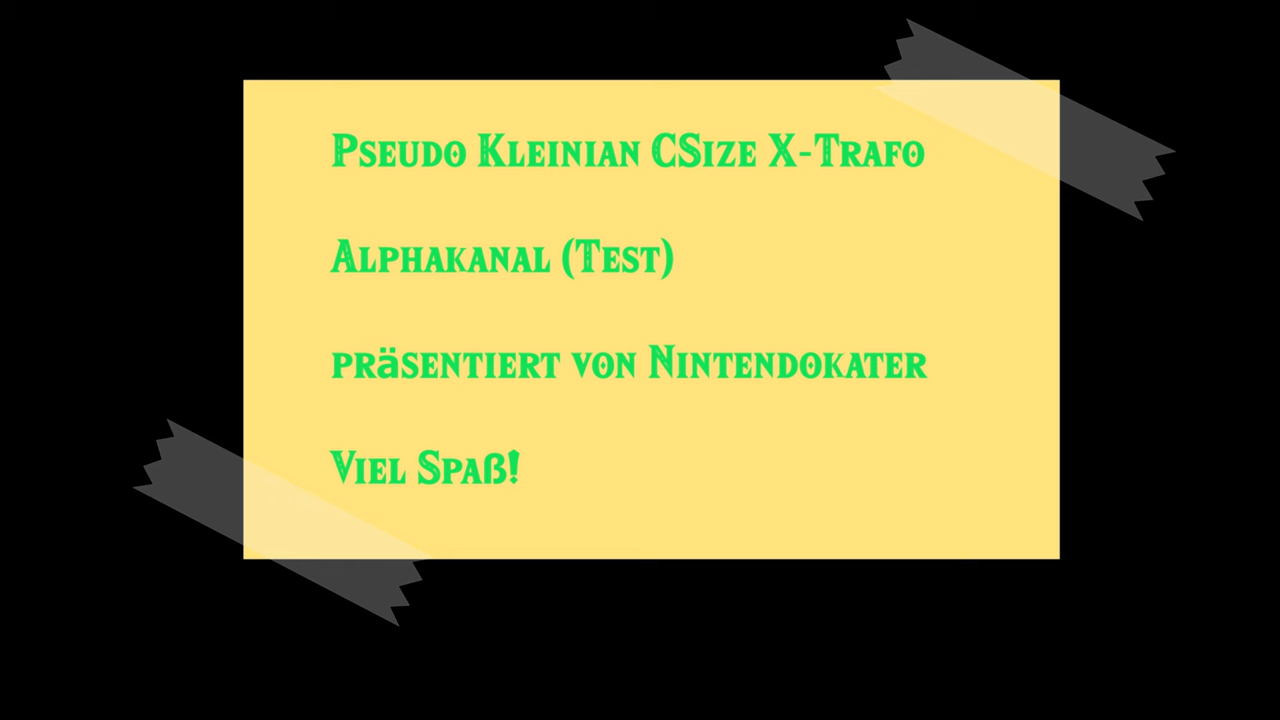 Pseudo Kleinian CSize X-Trafo
Alphakanal (Test)
präsentiert von Nintendokater
Viel Spaß!